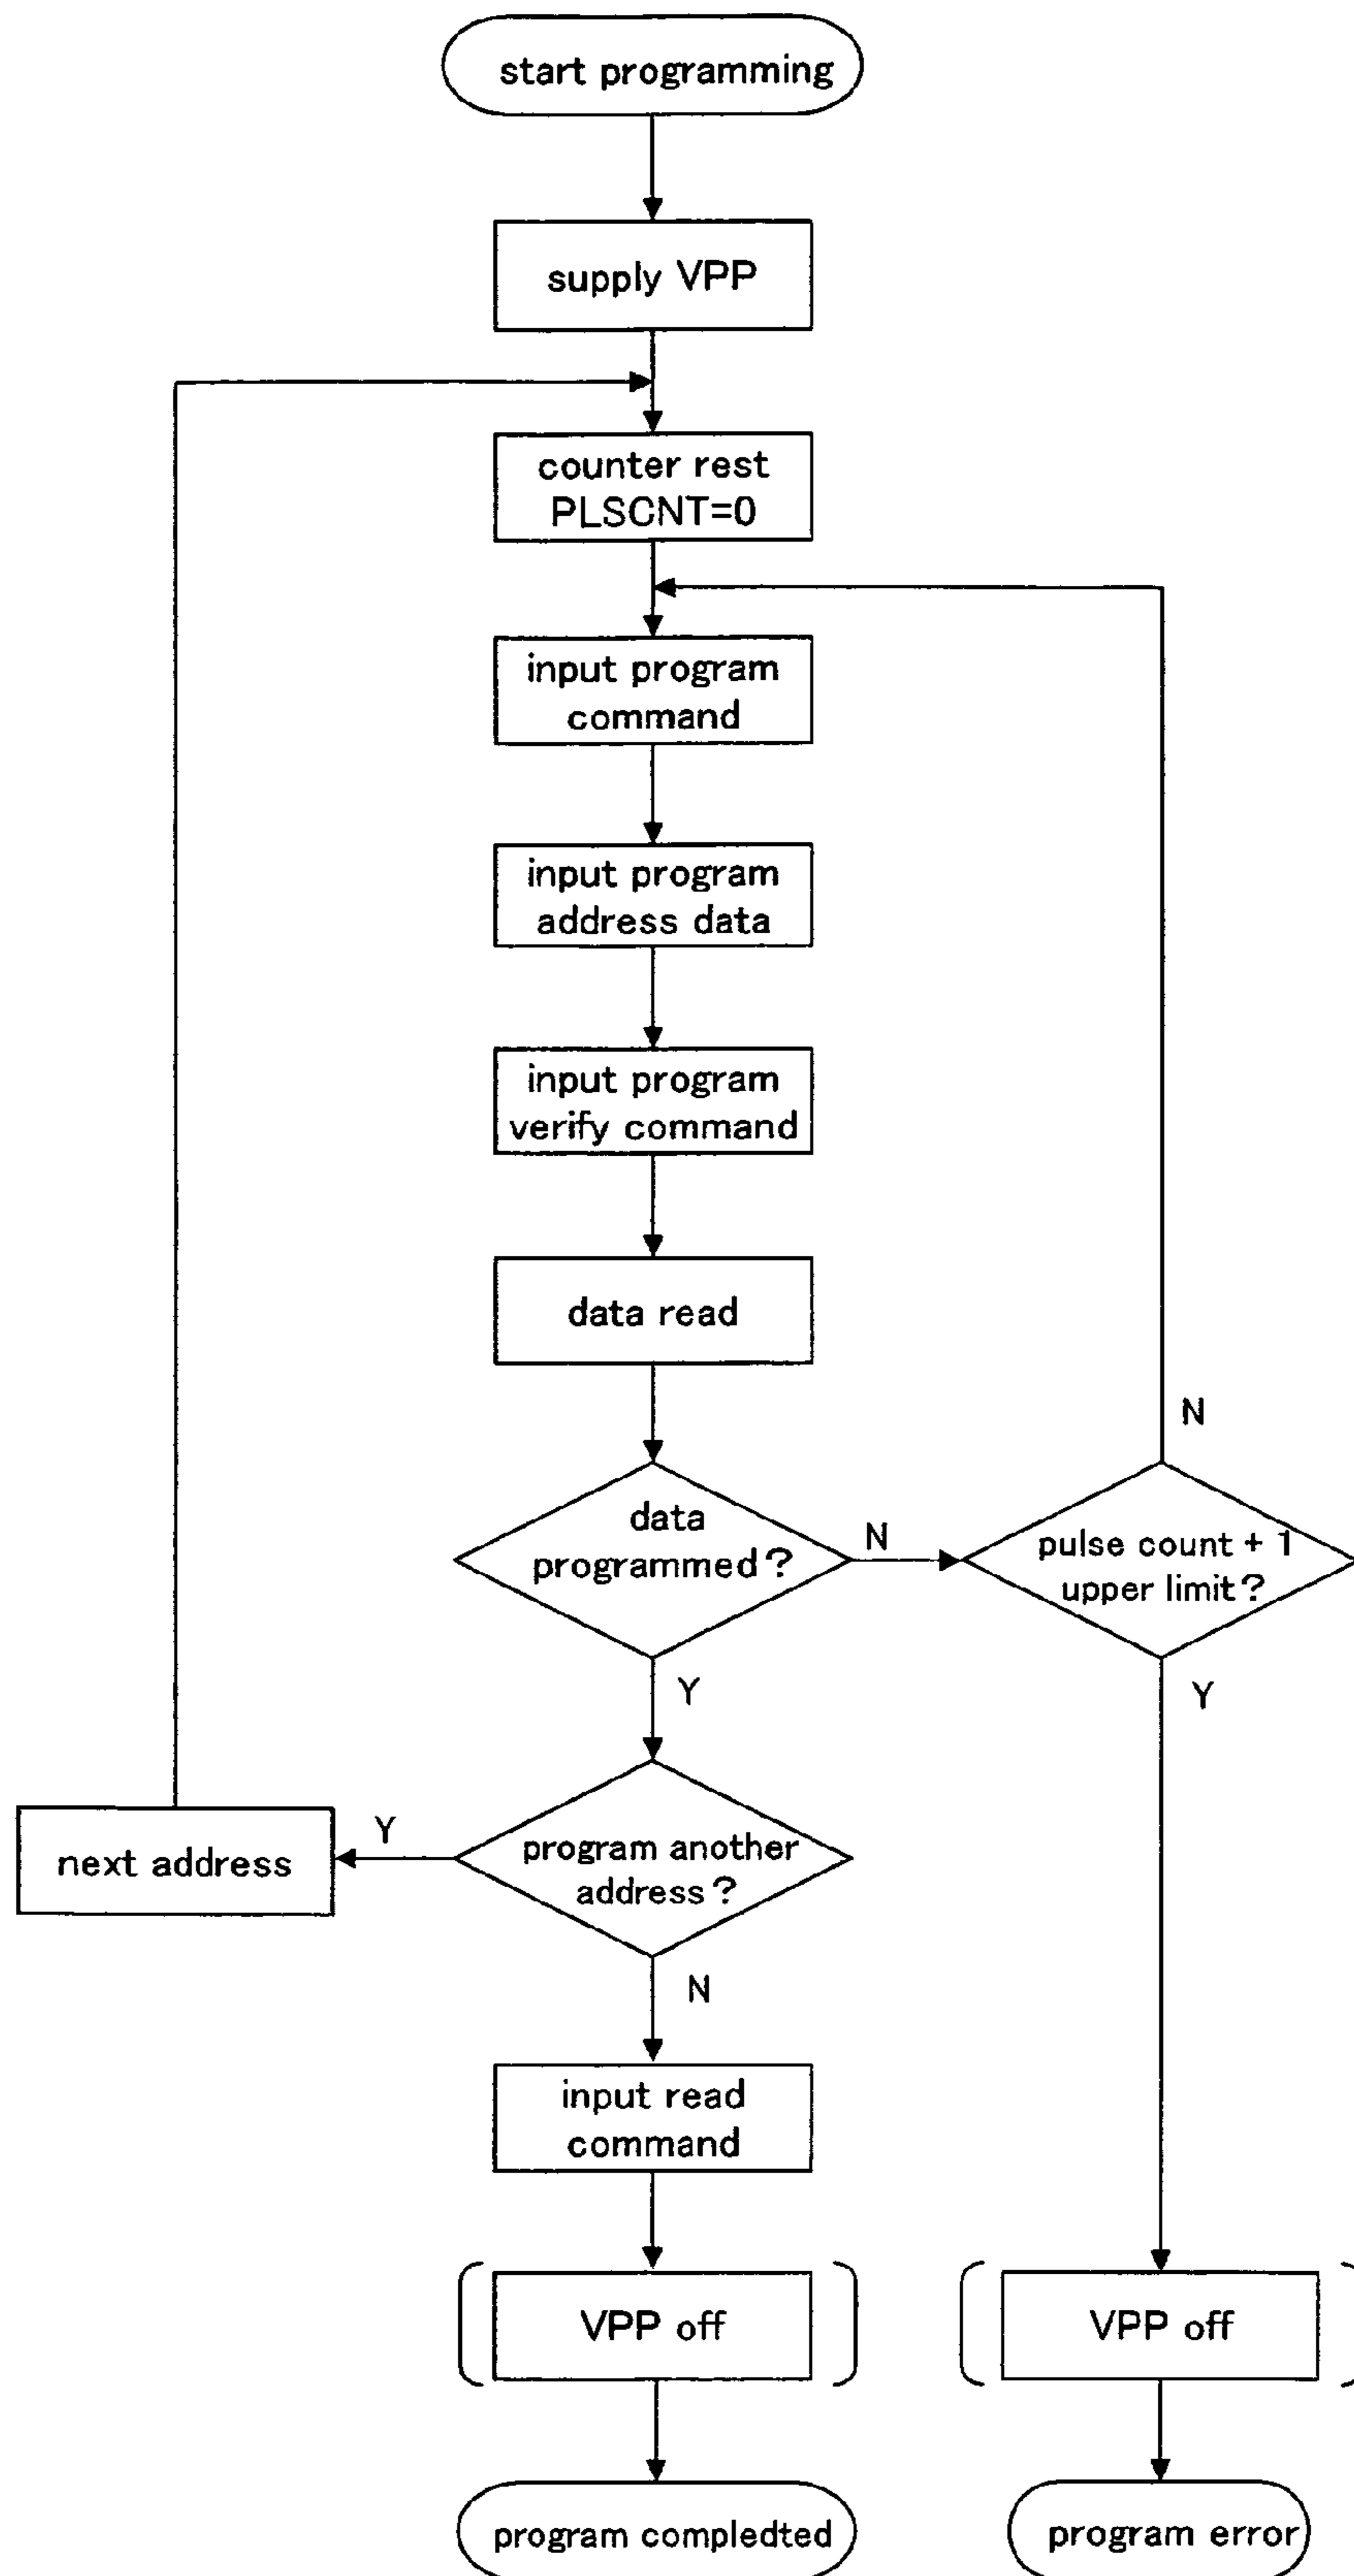 start programming
supply VPP
counter rest
PLSCNT=0
input program
command
input program
address data
input program
verify command
data read
N
data
programmed?
N
pulse count + 1
upper limit?
Y
Y
next address
Y
program another
address?
N
input read
command
VPP off
VPP off
program compledted
program error